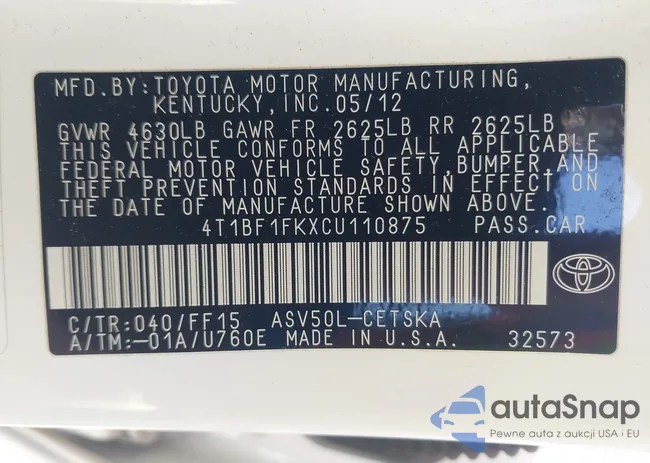 MFD.BY:TOYOTA MOTOR MANUFACTURING,
KENTUCKY, INC.05/12
GVWR 4630LB GAWR FR 2625LB RR 2625LB
THIS VEHICLE CONFORMS TO ALL APPLICABLE
FEDERAL MOTOR VEHICLE SAFETY, BUMPER, AND
THEFT PREVENTION STANDARDS IN EFFECT ON
THE DATE OF MANUFACTURE SHOWN ABOVE.
4T1BF1FKXCU110875 PASS.CAR
C/TR:040/FF15 ASV50L-CETSKA
A/TM:-01A/U760E MADE IN U.S.A. 32573
autaSnap
Pewne auta z aukcji USA i EU